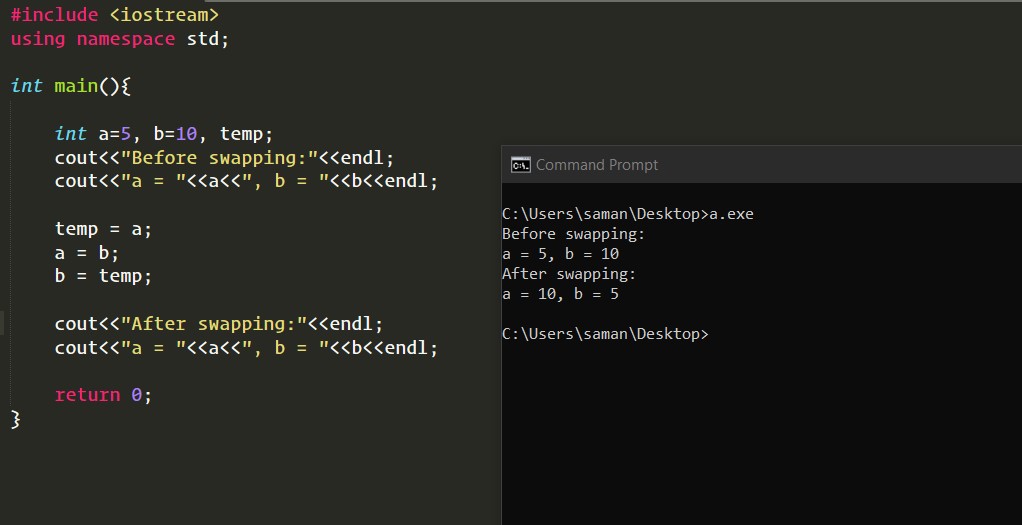 #include <iostream>
using namespace std;
int main(){
int a=5, b=10, temp;
cout<<"Before swapping:"<<endl;
cout<<"a = "<<a<<", b = "<<b<<endl;
temp = a;
a = b;
b = temp;
cout<<"After swapping:"<<endl;
cout<<"a = "<<a<<", b = "<<b<<endl;
return 0;
}
Command Prompt
C:\Users\saman\Desktop>a.exe
Before swapping:
a = 5, b = 10
After swapping:
a = 10, b = 5
C:\Users\saman\Desktop>